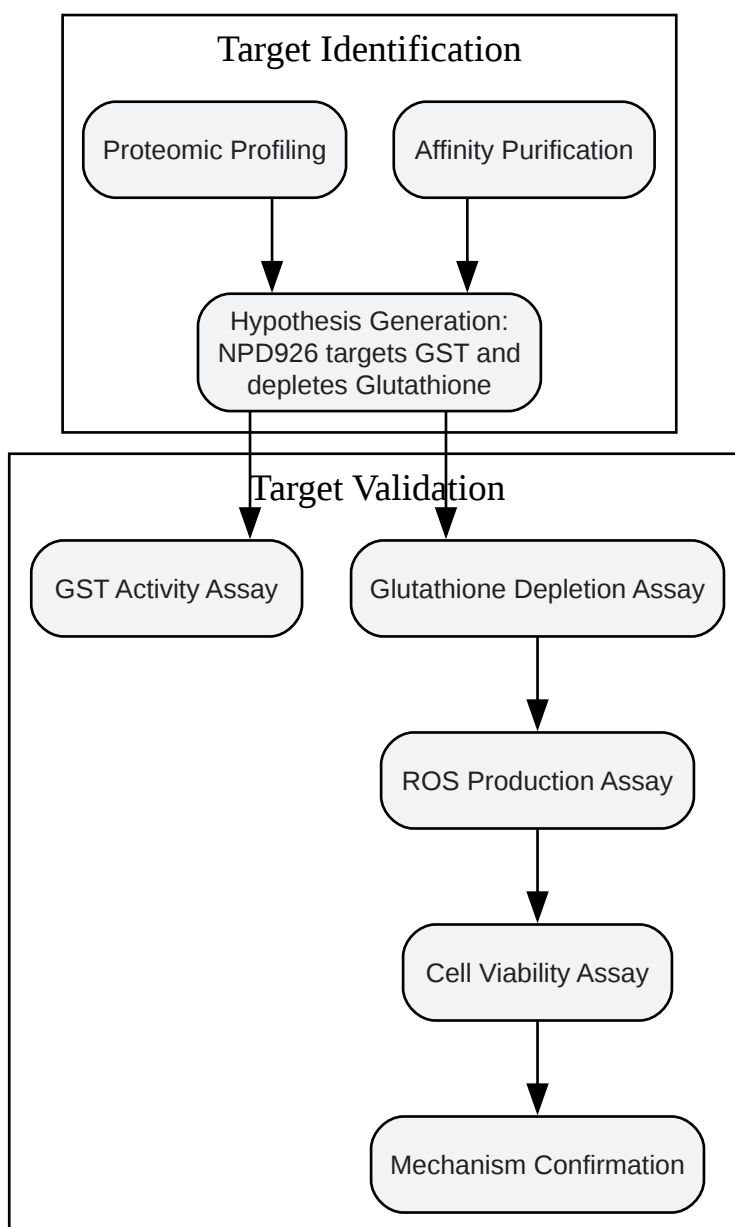 Target Identification
Proteomic Profiling
Affinity Purification
Hypothesis Generation:
NPD926 targets GST and
depletes Glutathione
Target Validation
GST Activity Assay
Glutathione Depletion Assay
ROS Production Assay
Cell Viability Assay
Mechanism Confirmation